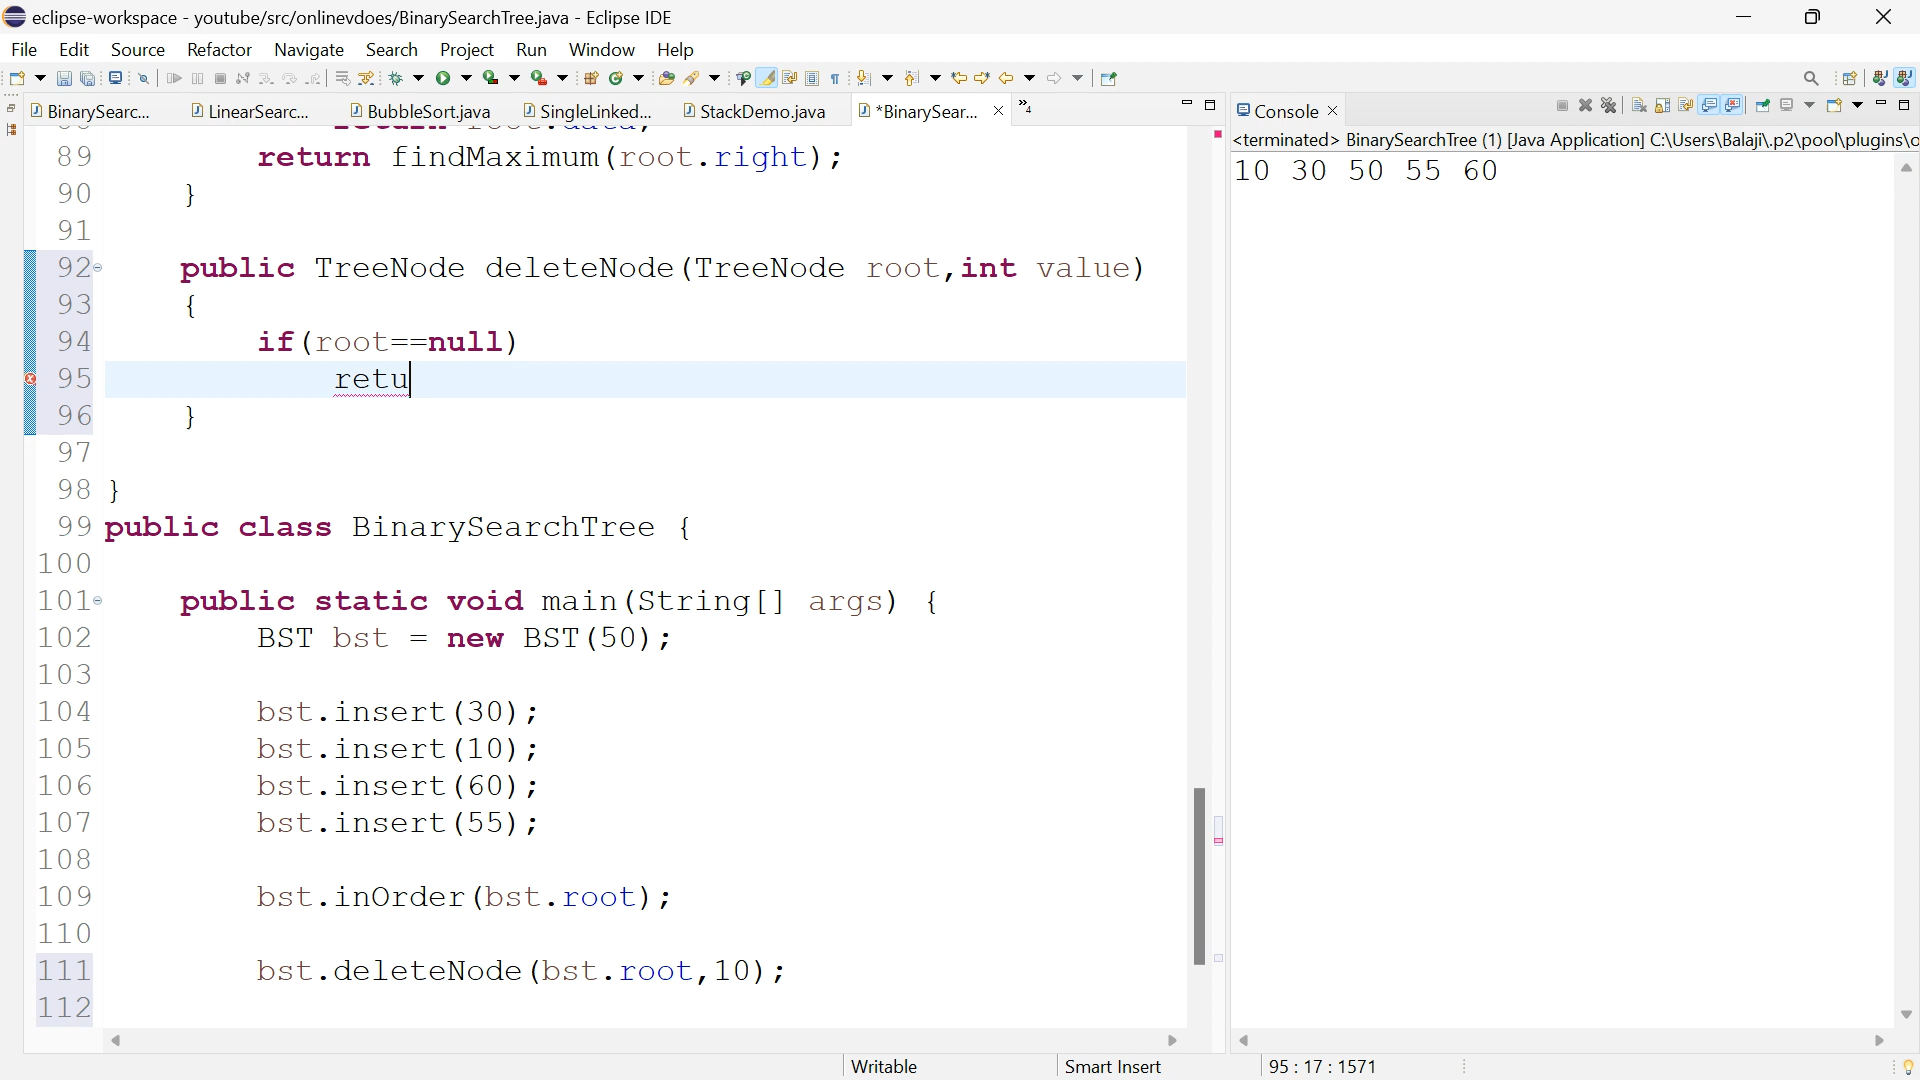 eclipse-workspace - youtube/src/onlinevdoes/BinarySearchTree.java - Eclipse IDE
File Edit Source Refactor Navigate Search Project Run Window Help
BinarySearc... LinearSearc... BubbleSort.java SingleLinked... StackDemo.java *BinarySear... »4
Console
<terminated> BinarySearchTree (1) [Java Application] C:\Users\Balaji\.p2\pool\plugins\o
10 30 50 55 60
89 return findMaximum(root.right);
90 }
91
92 public TreeNode deleteNode(TreeNode root,int value)
93 {
94 if(root==null)
95 retu
96 }
97
98 }
99 public class BinarySearchTree {
100
101 public static void main(String[] args) {
102 BST bst = new BST(50);
103
104 bst.insert(30);
105 bst.insert(10);
106 bst.insert(60);
107 bst.insert(55);
108
109 bst.inOrder(bst.root);
110
111 bst.deleteNode(bst.root,10);
112
Writable Smart Insert 95 : 17 : 1571